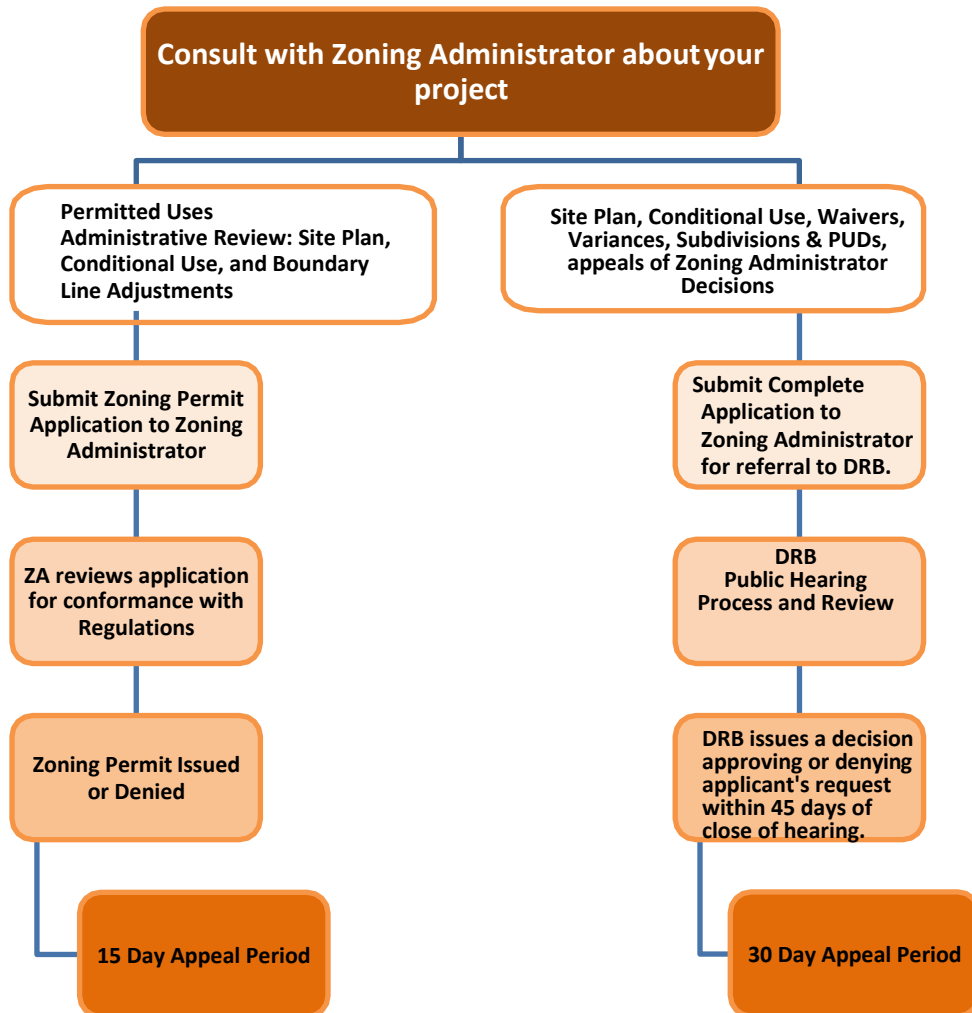 Consult with Zoning Administrator about your
project
Permitted Uses
Administrative Review: Site Plan,
Conditional Use, and Boundary
Line Adjustments
Submit Zoning Permit
Application to Zoning
Administrator
ZA reviews application
for conformance with
Regulations
Zoning Permit Issued
or Denied
15 Day Appeal Period
Site Plan, Conditional Use, Waivers,
Variances, Subdivisions & PUDs,
appeals of Zoning Administrator
Decisions
Submit Complete
Application to
Zoning Administrator
for referral to DRB.
DRB
Public Hearing
Process and Review
DRB issues a decision
approving or denying
applicant's request
within 45 days of
close of hearing.
30 Day Appeal Period